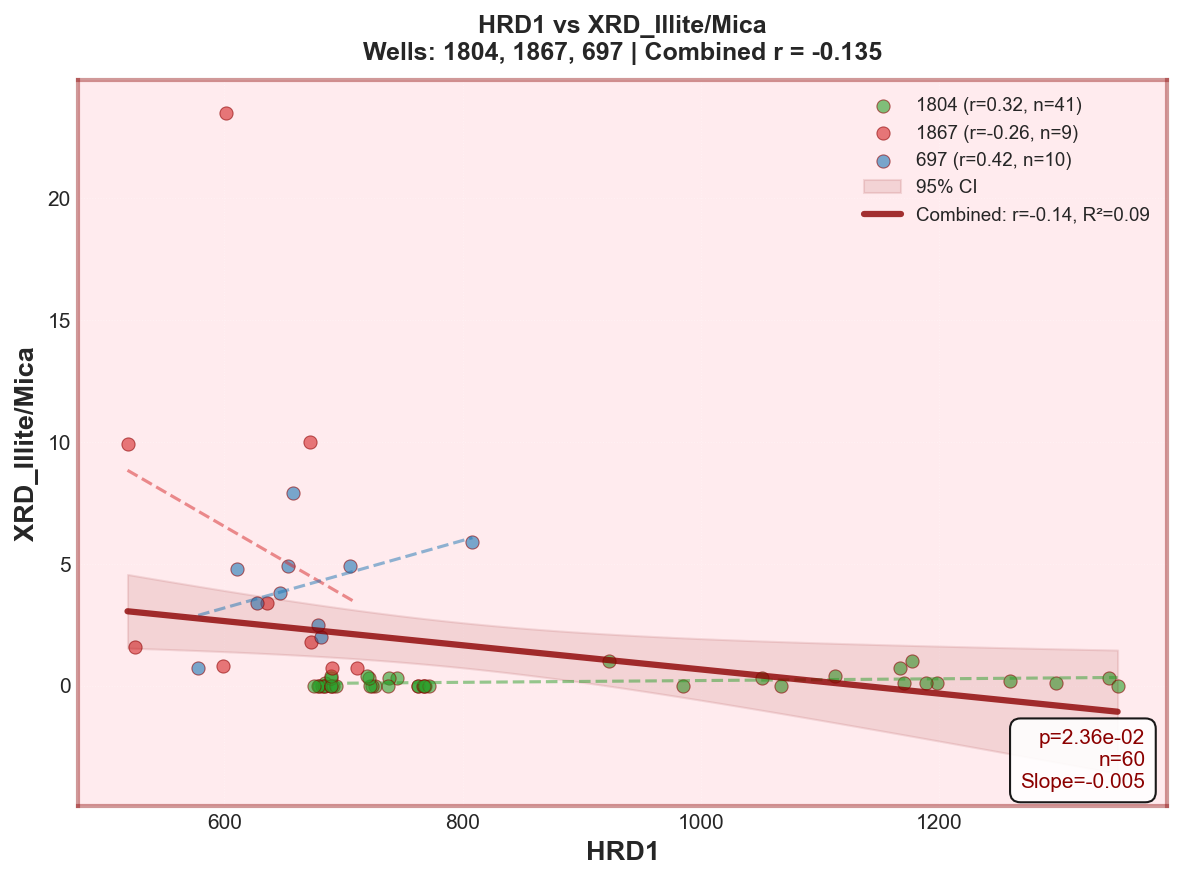 HRD1 vs XRD_Illite/Mica
Wells: 1804, 1867, 697 | Combined r = -0.135
1804 (r=0.32, n=41)
1867 (r=-0.26, n=9)
697 (r=0.42, n=10)
95% CI
Combined: r=-0.14, R²=0.09
XRD_Illite/Mica
20
15
10
5
0
p=2.36e-02
n=60
Slope=-0.005
600
800
1000
1200
HRD1